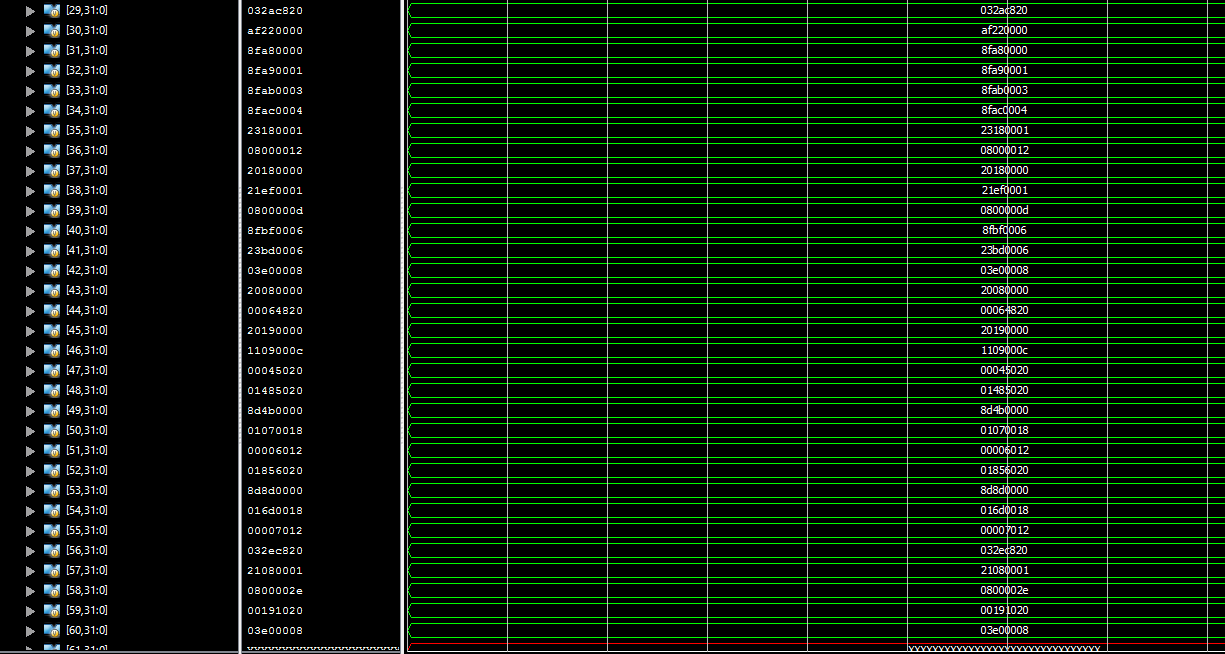 [29,31:0] 032ac820 032ac820
[30,31:0] af220000 af220000
[31,31:0] 8fa80000 8fa80000
[32,31:0] 8fa90001 8fa90001
[33,31:0] 8fab0003 8fab0003
[34,31:0] 8fac0004 8fac0004
[35,31:0] 23180001 23180001
[36,31:0] 08000012 08000012
[37,31:0] 20180000 20180000
[38,31:0] 21ef0001 21ef0001
[39,31:0] 0800000d 0800000d
[40,31:0] 8fbf0006 8fbf0006
[41,31:0] 23bd0006 23bd0006
[42,31:0] 03e00008 03e00008
[43,31:0] 20080000 20080000
[44,31:0] 00064820 00064820
[45,31:0] 20190000 20190000
[46,31:0] 1109000c 1109000c
[47,31:0] 00045020 00045020
[48,31:0] 01485020 01485020
[49,31:0] 8d4b0000 8d4b0000
[50,31:0] 01070018 01070018
[51,31:0] 00006012 00006012
[52,31:0] 01856020 01856020
[53,31:0] 8d8d0000 8d8d0000
[54,31:0] 016d0018 016d0018
[55,31:0] 00007012 00007012
[56,31:0] 032ec820 032ec820
[57,31:0] 21080001 21080001
[58,31:0] 0800002e 0800002e
[59,31:0] 00191020 00191020
[60,31:0] 03e00008 03e00008
[61,31:0]